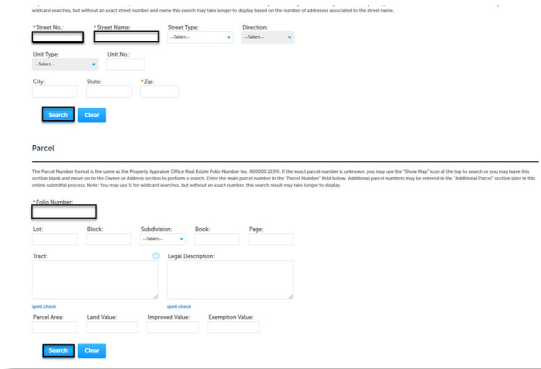 wildcard searches, but without an exact street number and name this search may take longer to display based on the number of addresses associated to the street name.
*Street No.: *Street Name: Street Type: Direction:
--Select-- --Select--
Unit Type: Unit No.:
--Select--
City: State: *Zip:
Search Clear
Parcel
The Parcel Number format is the same as the Property Appraiser Office Real Estate Folio Number (ex. 000000.1234). If the exact parcel number is unknown, you may use the "Show Map" icon at the top to search or you may leave this
section blank and move on to the Owner or Address section to perform a search. Enter the main parcel number in the "Parcel Number" field below. Additional parcel numbers may be entered in the "Additional Parcel" section later in this
online submittal process. Note: You may use % for wildcard searches, but without an exact number, this search result may take longer to display.
*Folio Number:
Lot: Block: Subdivision: Book: Page:
--Select--
Tract: Legal Description:
spell check spell check
Parcel Area: Land Value: Improved Value: Exemption Value:
Search Clear